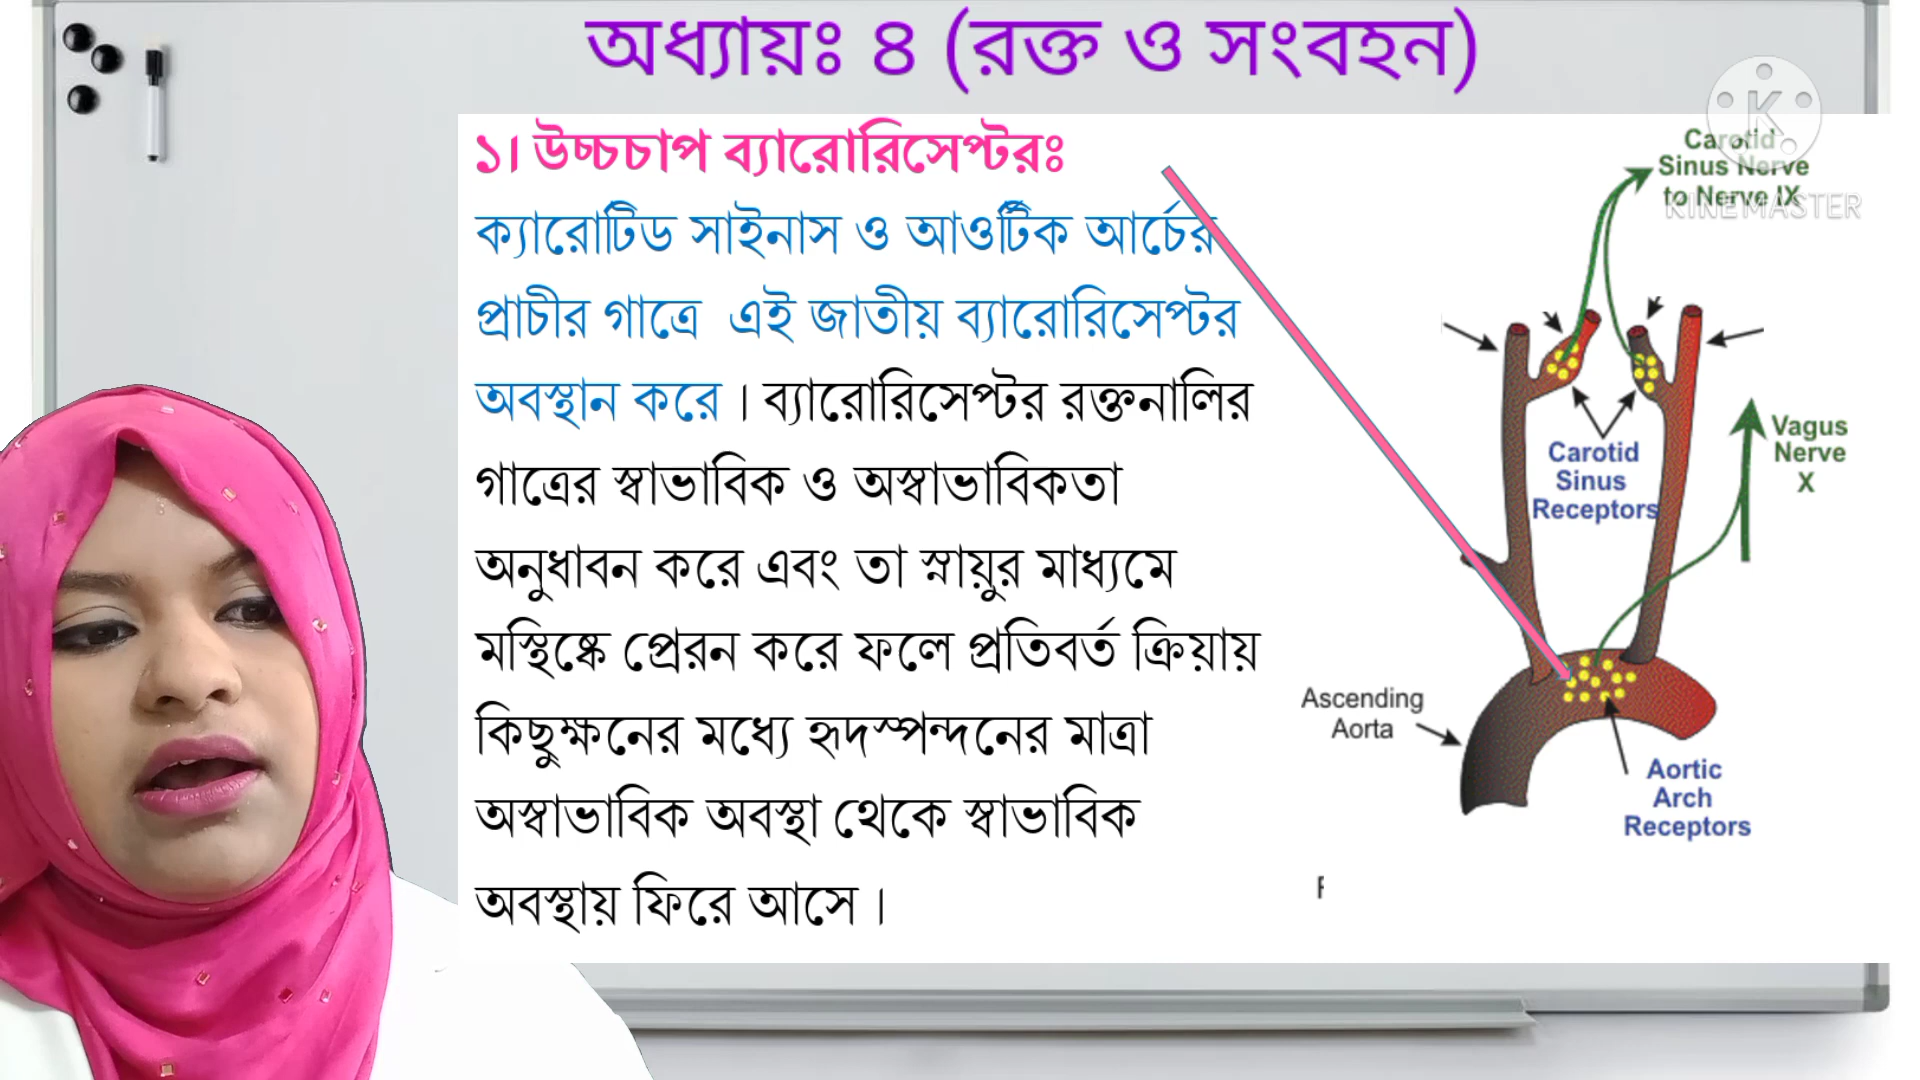 অধ্যায়ঃ ৪ (রক্ত ও সংবহন)
১। উচ্চচাপ ব্যারোরিসেপ্টরঃ
ক্যারোটিড সাইনাস ও আওর্টিক আর্চের
প্রাচীর গাত্রে এই জাতীয় ব্যারোরিসেপ্টর
অবস্থান করে । ব্যারোরিসেপ্টর রক্তনালির
গাত্রের স্বাভাবিক ও অস্বাভাবিকতা
অনুধাবন করে এবং তা স্নায়ুর মাধ্যমে
মস্থিষ্কে প্রেরন করে ফলে প্রতিবর্ত ক্রিয়ায়
কিছুক্ষনের মধ্যে হৃদস্পন্দনের মাত্রা
অস্বাভাবিক অবস্থা থেকে স্বাভাবিক
অবস্থায় ফিরে আসে ।
Carotid
Sinus Nerve
to Nerve IX
K
KINEMASTER
Vagus
Nerve
X
Carotid
Sinus
Receptors
Ascending
Aorta
Aortic
Arch
Receptors